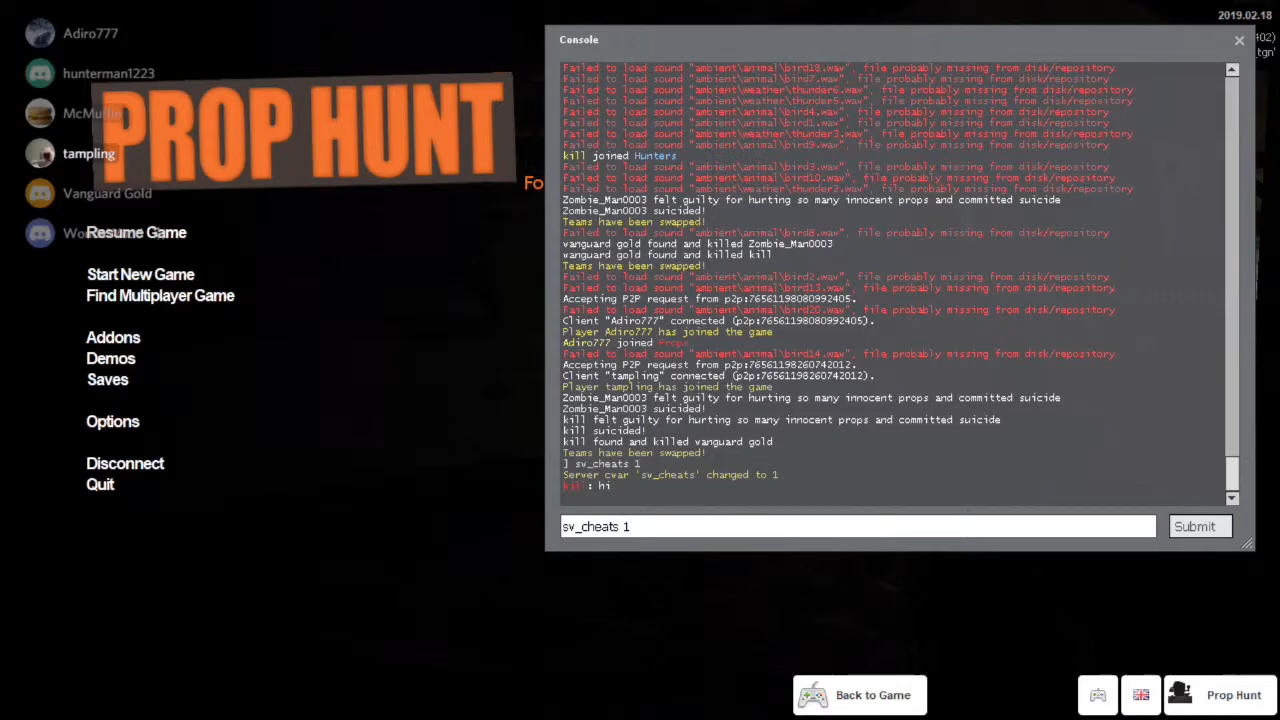 2019.02.18
Adiro777
hunterman1223
McMuffin
tampling
Vanguard Gold
PROP HUNT
Fo
402)
tgn'
Resume Game
Start New Game
Find Multiplayer Game
Addons
Demos
Saves
Options
Disconnect
Quit
Console
Failed to load sound "ambient\animal\bird18.wav", file probably missing from disk/repository
Failed to load sound "ambient\animal\bird7.wav", file probably missing from disk/repository
Failed to load sound "ambient\weather\thunder6.wav", file probably missing from disk/repository
Failed to load sound "ambient\weather\thunder5.wav", file probably missing from disk/repository
Failed to load sound "ambient\animal\bird4.wav", file probably missing from disk/repository
Failed to load sound "ambient\animal\bird1.wav", file probably missing from disk/repository
Failed to load sound "ambient\weather\thunder3.wav", file probably missing from disk/repository
Failed to load sound "ambient\animal\bird9.wav", file probably missing from disk/repository
kill joined Hunters
Failed to load sound "ambient\animal\bird3.wav", file probably missing from disk/repository
Failed to load sound "ambient\animal\bird10.wav", file probably missing from disk/repository
Failed to load sound "ambient\weather\thunder2.wav", file probably missing from disk/repository
Zombie_Man0003 felt guilty for hurting so many innocent props and committed suicide
Zombie_Man0003 suicided!
Teams have been swapped!
Failed to load sound "ambient\animal\bird8.wav", file probably missing from disk/repository
vanguard gold found and killed Zombie_Man0003
vanguard gold found and killed kill
Teams have been swapped!
Failed to load sound "ambient\animal\bird2.wav", file probably missing from disk/repository
Failed to load sound "ambient\animal\bird13.wav", file probably missing from disk/repository
Accepting P2P request from p2p:76561198080992405.
Failed to load sound "ambient\animal\bird20.wav", file probably missing from disk/repository
Client "Adiro777" connected (p2p:76561198080992405).
Player Adiro777 has joined the game
Adiro777 joined Props
Failed to load sound "ambient\animal\bird14.wav", file probably missing from disk/repository
Accepting P2P request from p2p:76561198260742012.
Client "tampling" connected (p2p:76561198260742012).
Player tampling has joined the game
Zombie_Man0003 felt guilty for hurting so many innocent props and committed suicide
Zombie_Man0003 suicided!
kill felt guilty for hurting so many innocent props and committed suicide
kill suicided!
kill found and killed vanguard gold
Teams have been swapped!
] sv_cheats 1
Server cvar 'sv_cheats' changed to 1
kill: hi
sv_cheats 1
Submit
Back to Game
Prop Hunt